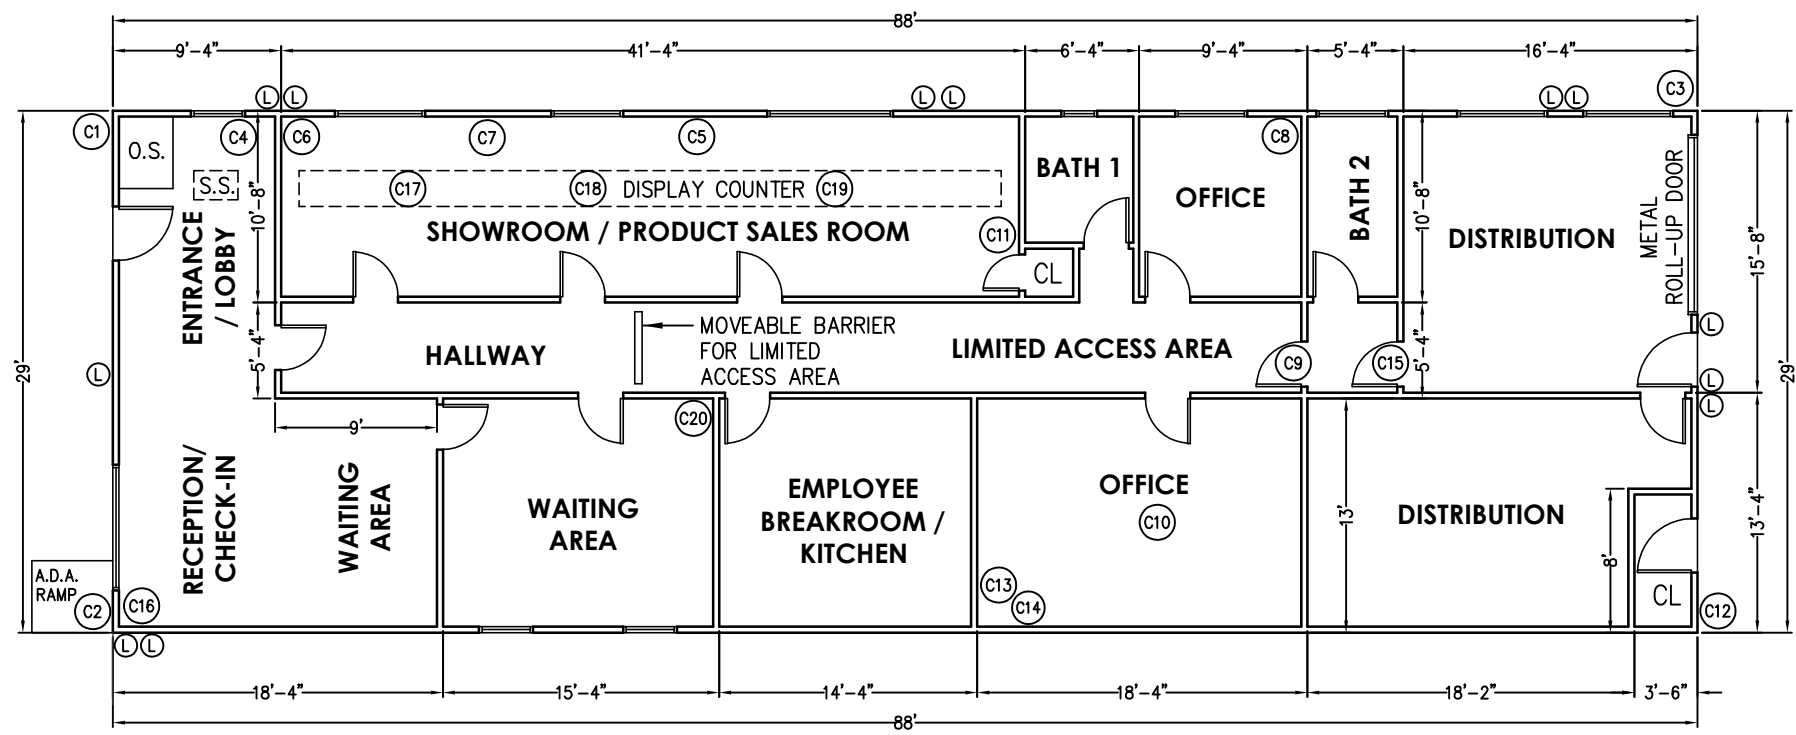 88'
9'-4" 41'-4" 6'-4" 9'-4" 5'-4" 16'-4"
L L L L L L C3
C1 O.S. C4 C6 C7 C5 C8
S.S. C17 C18 DISPLAY COUNTER C19
BATH 1
OFFICE
BATH 2
DISTRIBUTION
METAL
ROLL-UP DOOR
10'-8"
10'-8"
15'-8"
ENTRANCE
/ LOBBY
SHOWROOM / PRODUCT SALES ROOM
C11
CL
5'-4"
HALLWAY
MOVEABLE BARRIER
FOR LIMITED
ACCESS AREA
LIMITED ACCESS AREA
C9
C15
5'-4"
L
L
L
L
29'
29'
9'
C20
RECEPTION/
CHECK-IN
WAITING
AREA
WAITING
AREA
EMPLOYEE
BREAKROOM /
KITCHEN
OFFICE
C10
C13
C14
13'
DISTRIBUTION
8'
13'-4"
CL
C12
A.D.A.
RAMP
C2
C16
L L
18'-4" 15'-4" 14'-4" 18'-4" 18'-2" 3'-6"
88'